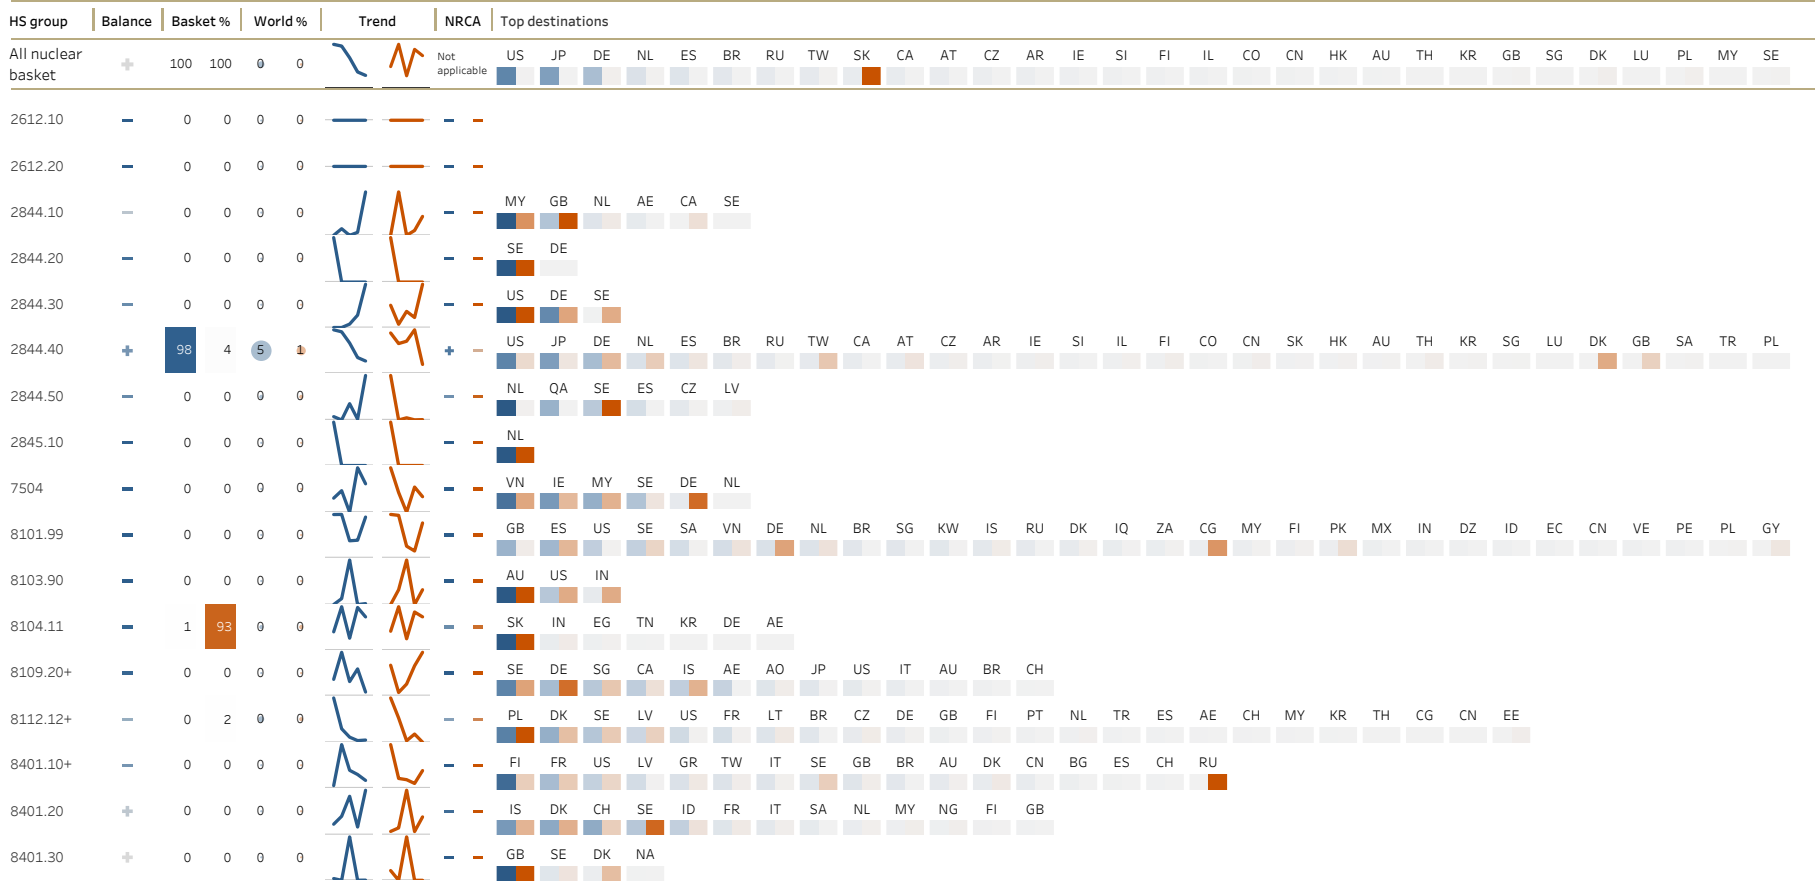 HS group Balance Basket % World % Trend NRCA Top destinations
All nuclear basket 100 100 0 0 Not applicable US JP DE NL ES BR RU TW SK CA AT CZ AR IE SI FI IL CO CN HK AU TH KR GB SG DK LU PL MY SE
2612.10 0 0 0 0
2612.20 0 0 0 0
2844.10 0 0 0 0 MY GB NL AE CA SE
2844.20 0 0 0 0 SE DE
2844.30 0 0 0 0 US DE SE
2844.40 98 4 5 1 US JP DE NL ES BR RU TW CA AT CZ AR IE SI IL FI CO CN SK HK AU TH KR SG LU DK GB SA TR PL
2844.50 0 0 0 0 NL QA SE ES CZ LV
2845.10 0 0 0 0 NL
7504 0 0 0 0 VN IE MY SE DE NL
8101.99 0 0 0 0 GB ES US SE SA VN DE NL BR SG KW IS RU DK IQ ZA CG MY FI PK MX IN DZ ID EC CN VE PE PL GY
8103.90 0 0 0 0 AU US IN
8104.11 1 93 0 0 SK IN EG TN KR DE AE
8109.20+ 0 0 0 0 SE DE SG CA IS AE AO JP US IT AU BR CH
8112.12+ 0 2 0 0 PL DK SE LV US FR LT BR CZ DE GB FI PT NL TR ES AE CH MY KR TH CG CN EE
8401.10+ 0 0 0 0 FI FR US LV GR TW IT SE GB BR AU DK CN BG ES CH RU
8401.20 0 0 0 0 IS DK CH SE ID FR IT SA NL MY NG FI GB
8401.30 0 0 0 0 GB SE DK NA